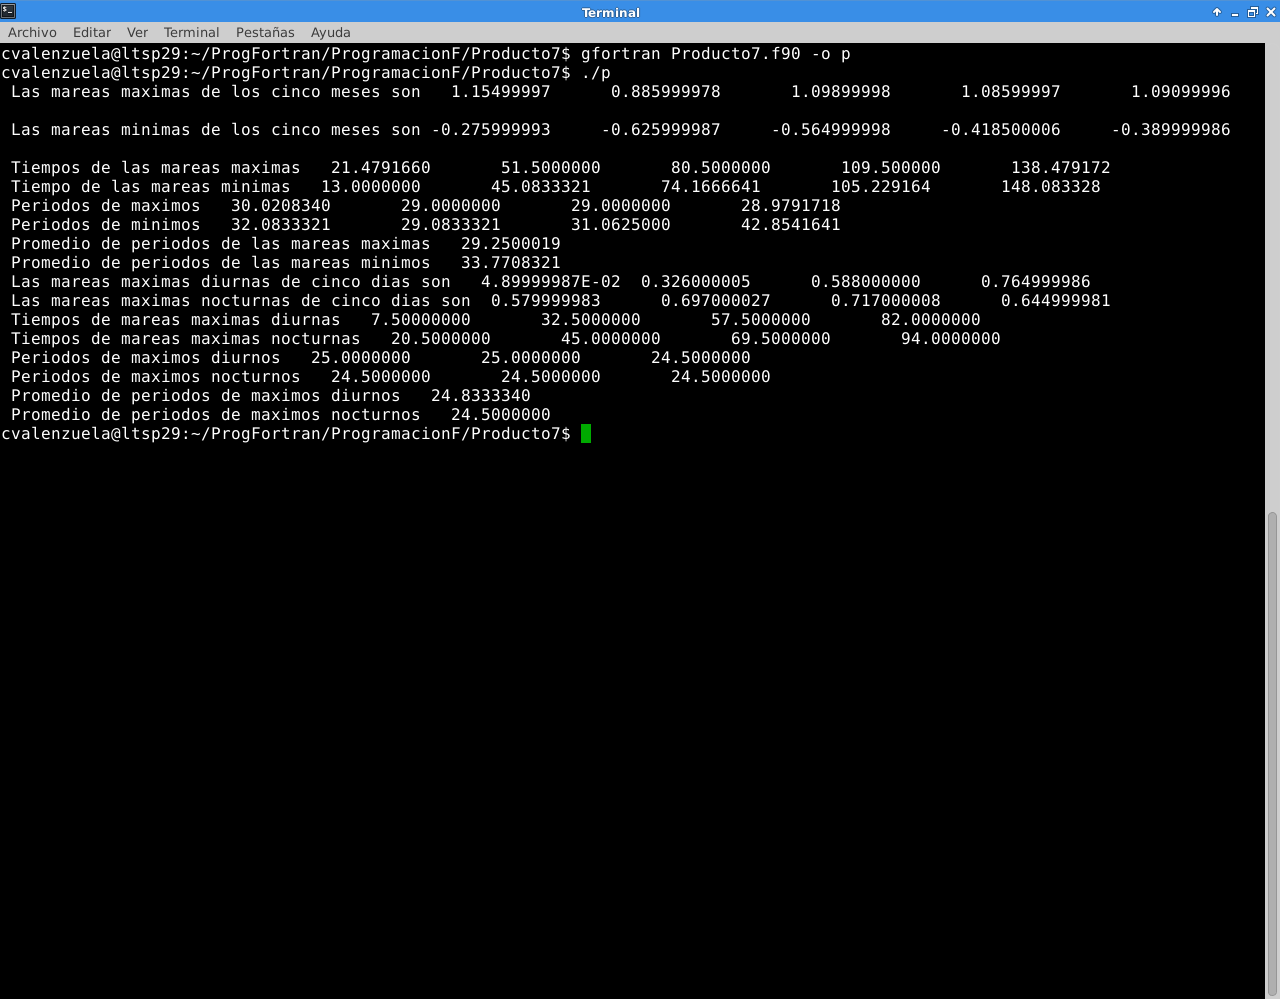 Terminal
Archivo Editar Ver Terminal Pestañas Ayuda
cvalenzuela@ltsp29:~/ProgFortran/ProgramacionF/Producto7$ gfortran Producto7.f90 -o p
cvalenzuela@ltsp29:~/ProgFortran/ProgramacionF/Producto7$ ./p
Las mareas maximas de los cinco meses son 1.15499997 0.885999978 1.09899998 1.08599997 1.09099996
Las mareas minimas de los cinco meses son -0.275999993 -0.625999987 -0.564999998 -0.418500006 -0.389999986
Tiempos de las mareas maximas 21.4791660 51.5000000 80.5000000 109.500000 138.479172
Tiempo de las mareas minimas 13.0000000 45.0833321 74.1666641 105.229164 148.083328
Periodos de maximos 30.0208340 29.0000000 29.0000000 28.9791718
Periodos de minimos 32.0833321 29.0833321 31.0625000 42.8541641
Promedio de periodos de las mareas maximas 29.2500019
Promedio de periodos de las mareas minimos 33.7708321
Las mareas maximas diurnas de cinco dias son 4.89999987E-02 0.326000005 0.588000000 0.764999986
Las mareas maximas nocturnas de cinco dias son 0.579999983 0.697000027 0.717000008 0.644999981
Tiempos de mareas maximas diurnas 7.50000000 32.5000000 57.5000000 82.0000000
Tiempos de mareas maximas nocturnas 20.5000000 45.0000000 69.5000000 94.0000000
Periodos de maximos diurnos 25.0000000 25.0000000 24.5000000
Periodos de maximos nocturnos 24.5000000 24.5000000 24.5000000
Promedio de periodos de maximos diurnos 24.8333340
Promedio de periodos de maximos nocturnos 24.5000000
cvalenzuela@ltsp29:~/ProgFortran/ProgramacionF/Producto7$